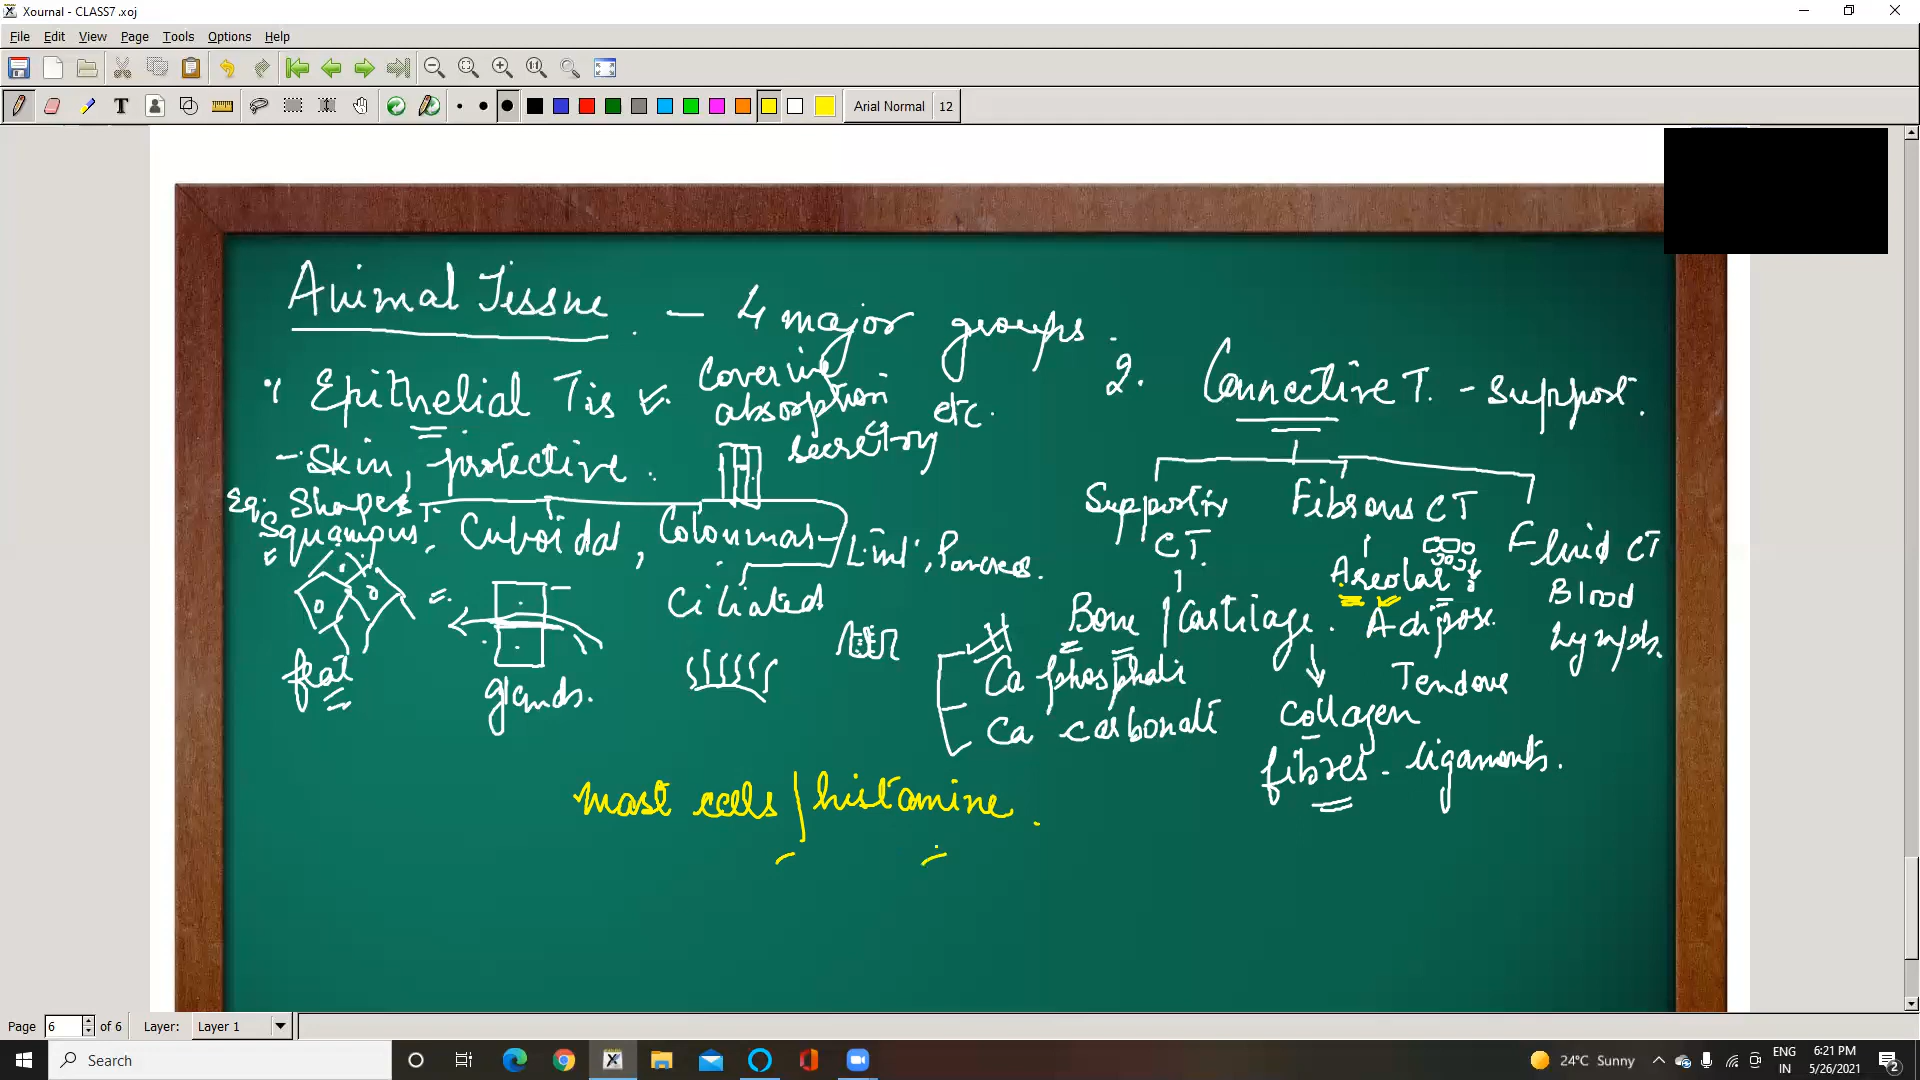 Xournal - CLASS7 .xoj
File Edit View Page Tools Options Help
T
Arial Normal 12
Animal Tissue - 4 major groups.
1 Epithelial Tis
covering
absorption etc.
secretory
- Skin, - protective.
Eg. Shapes
Squamous T. Cuboidal, Columnar
Ciliated
flat
glands.
2. Connective T. - Support.
Supportive
CT.
Fibrous CT
Fluid CT
Areolar
Adipose.
Tendons
ligaments.
Blood
Lymph.
Bone / Cartilage.
Ca phosphate
Ca carbonate
Collagen
fibres.
mast cells / histamine.
Page 6 of 6 Layer: Layer 1
Search
24°C Sunny
ENG
IN
6:21 PM
5/26/2021
2